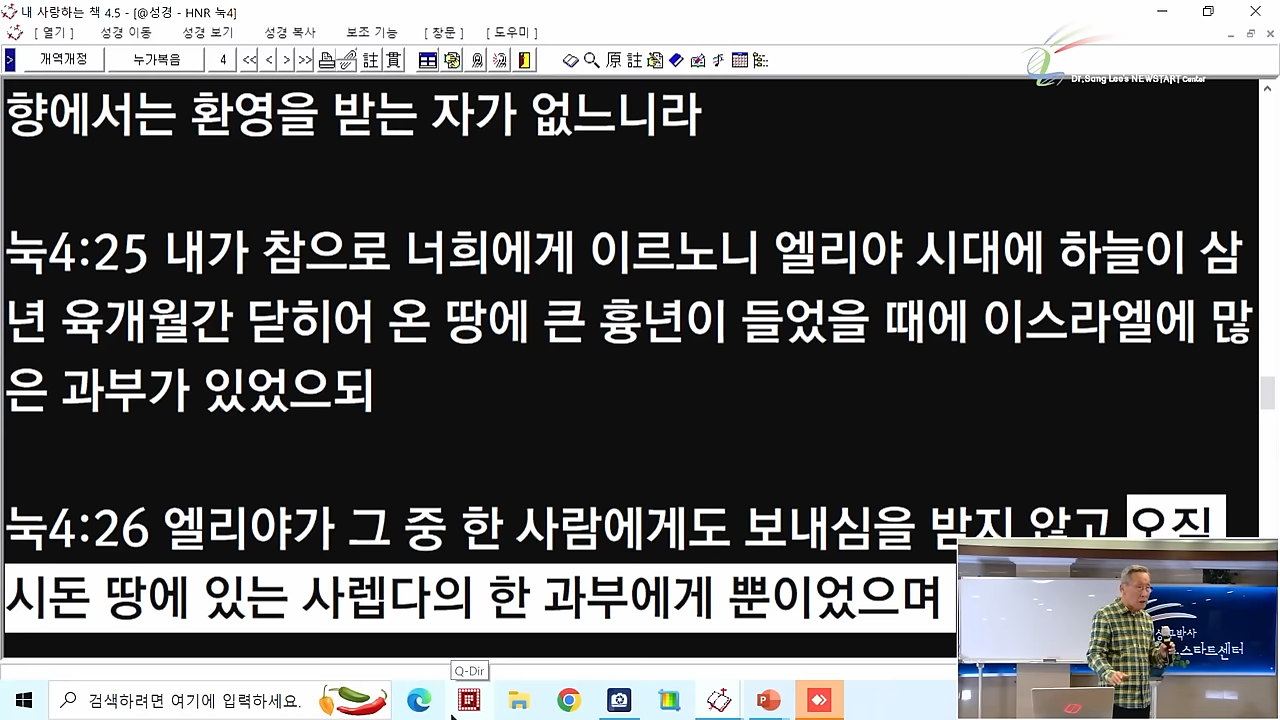 내 사랑하는 책 4.5 - [@성경 - HNR 눅4]
[ 열기 ] 성경 이동 성경 보기 성경 복사 보조 기능 [ 창문 ] [ 도우미 ]
> 개역개정 누가복음 4 << < > >> 註 貫 原 註
Dr.Sang Lee's NEWSTART Center
향에서는 환영을 받는 자가 없느니라
눅4:25 내가 참으로 너희에게 이르노니 엘리야 시대에 하늘이 삼
년 육개월간 닫히어 온 땅에 큰 흉년이 들었을 때에 이스라엘에 많
은 과부가 있었으되
눅4:26 엘리야가 그 중 한 사람에게도 보내심을 받지 않고 오직
시돈 땅에 있는 사렙다의 한 과부에게 뿐이었으며
박사
스타트센터
Q-Dir
검색하려면 여기에 입력하세요.